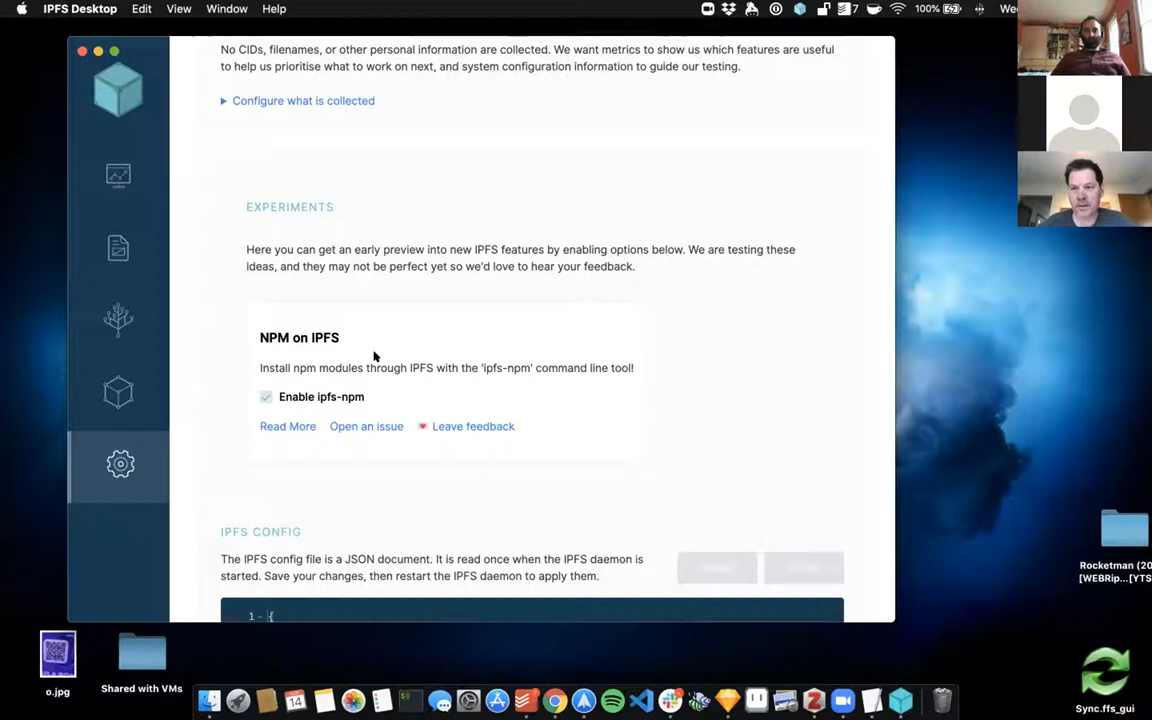 IPFS Desktop Edit View Window Help
7 100% We
No CIDs, filenames, or other personal information are collected. We want metrics to show us which features are useful
to help us prioritise what to work on next, and system configuration information to guide our testing.
Configure what is collected
EXPERIMENTS
Here you can get an early preview into new IPFS features by enabling options below. We are testing these
ideas, and they may not be perfect yet so we'd love to hear your feedback.
NPM on IPFS
Install npm modules through IPFS with the 'ipfs-npm' command line tool!
Enable ipfs-npm
Read More Open an issue Leave feedback
IPFS CONFIG
The IPFS config file is a JSON document. It is read once when the IPFS daemon is
started. Save your changes, then restart the IPFS daemon to apply them.
1 {
Rocketman (20
[WEBRip...[YTS
o.jpg
Shared with VMs
14
Sync.ffs_gui